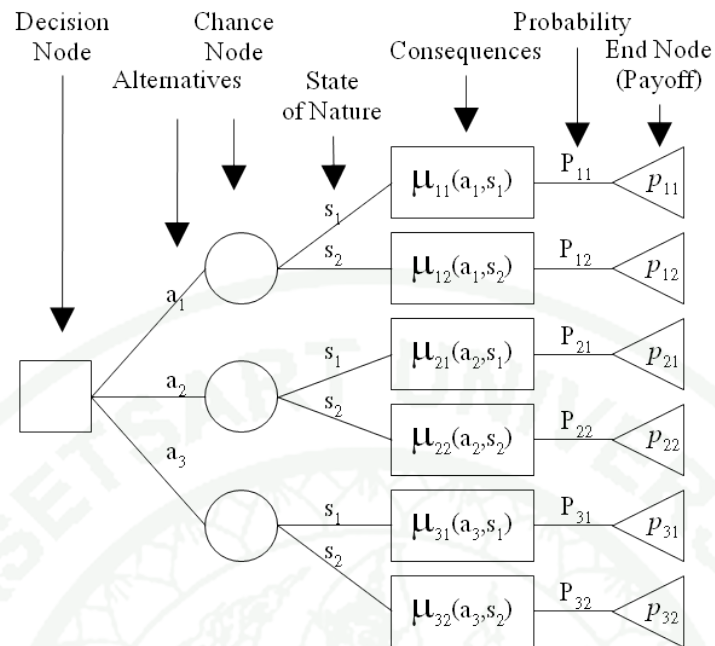 Decision
Node
Chance
Node
Alternatives
State
of Nature
Consequences
Probability
End Node
(Payoff)
a₁
a₂
a₃
s₁
s₂
s₁
s₂
s₁
s₂
μ₁₁(a₁,s₁)
P₁₁
p₁₁
μ₁₂(a₁,s₂)
P₁₂
p₁₂
μ₂₁(a₂,s₁)
P₂₁
p₂₁
μ₂₂(a₂,s₂)
P₂₂
p₂₂
μ₃₁(a₃,s₁)
P₃₁
p₃₁
μ₃₂(a₃,s₂)
P₃₂
p₃₂